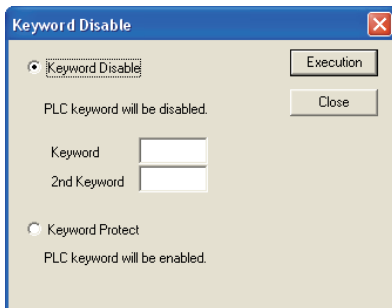 Keyword Disable
Keyword Disable
Execution
PLC keyword will be disabled.
Close
Keyword
2nd Keyword
Keyword Protect
PLC keyword will be enabled.